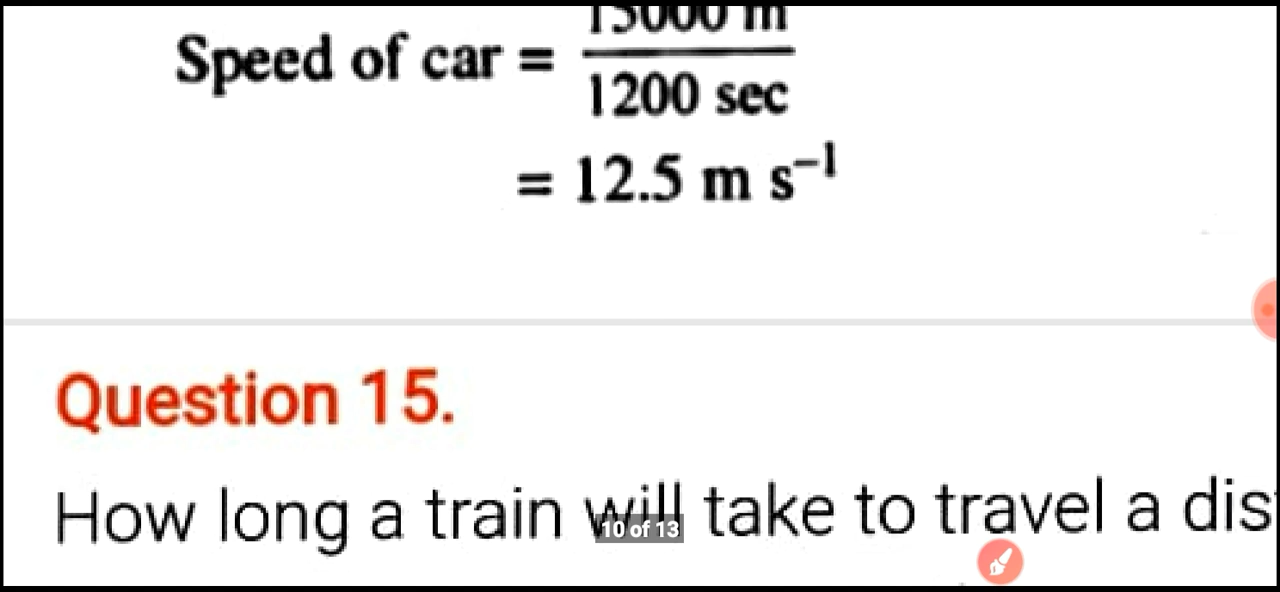 15000 m
Speed of car =
1200 sec
= 12.5 m s⁻¹
Question 15.
How long a train will take to travel a dis
10 of 13